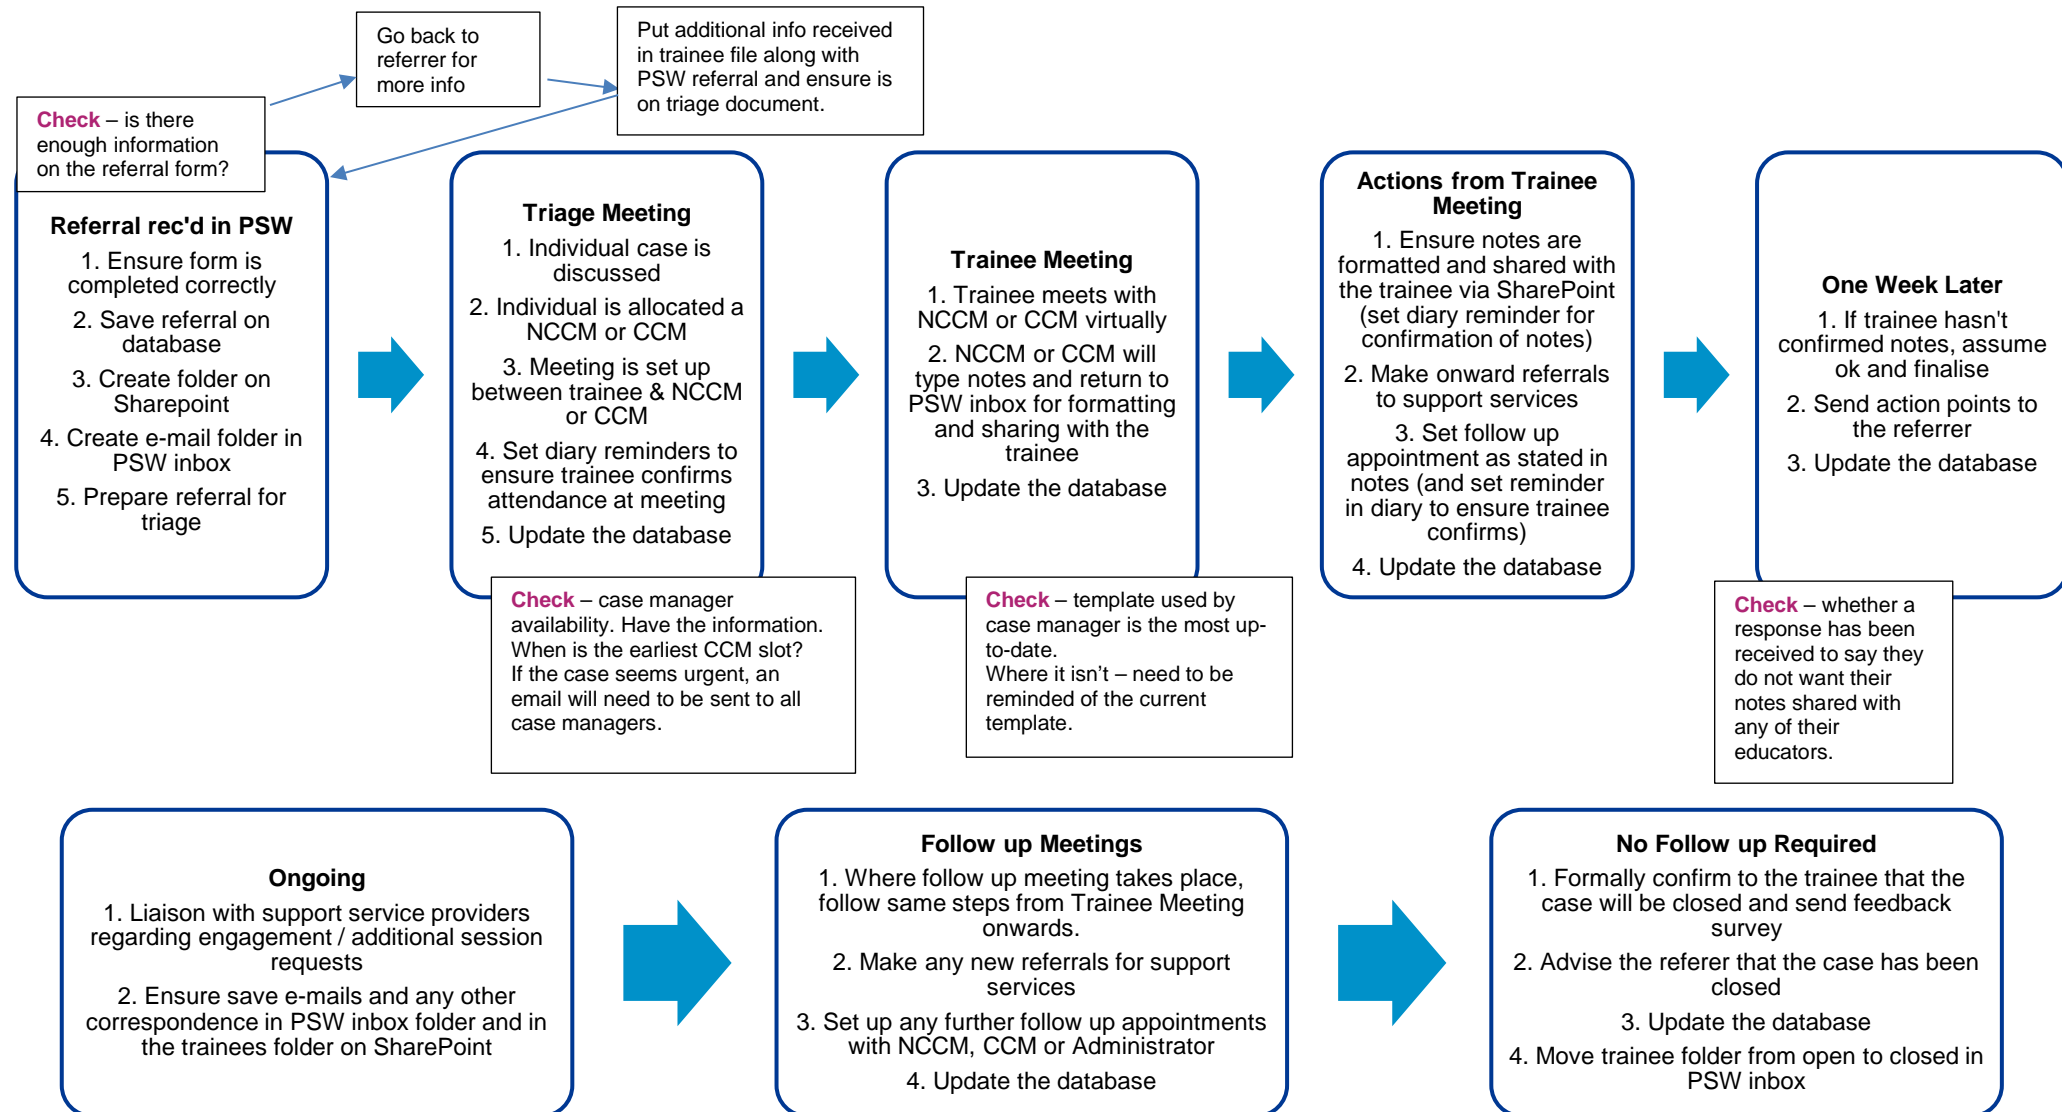 Go back to
referrer for
more info
Put additional info received
in trainee file along with
PSW referral and ensure is
on triage document.
Check – is there
enough information
on the referral form?
Referral rec'd in PSW
1. Ensure form is
completed correctly
2. Save referral on
database
3. Create folder on
Sharepoint
4. Create e-mail folder in
PSW inbox
5. Prepare referral for
triage
Triage Meeting
1. Individual case is
discussed
2. Individual is allocated a
NCCM or CCM
3. Meeting is set up
between trainee & NCCM
or CCM
4. Set diary reminders to
ensure trainee confirms
attendance at meeting
5. Update the database
Check – case manager
availability. Have the information.
When is the earliest CCM slot?
If the case seems urgent, an
email will need to be sent to all
case managers.
Trainee Meeting
1. Trainee meets with
NCCM or CCM virtually
2. NCCM or CCM will
type notes and return to
PSW inbox for formatting
and sharing with the
trainee
3. Update the database
Check – template used by
case manager is the most up-
to-date.
Where it isn’t – need to be
reminded of the current
template.
Actions from Trainee
Meeting
1. Ensure notes are
formatted and shared with
the trainee via SharePoint
(set diary reminder for
confirmation of notes)
2. Make onward referrals
to support services
3. Set follow up
appointment as stated in
notes (and set reminder
in diary to ensure trainee
confirms)
4. Update the database
One Week Later
1. If trainee hasn't
confirmed notes, assume
ok and finalise
2. Send action points to
the referrer
3. Update the database
Check – whether a
response has been
received to say they
do not want their
notes shared with
any of their
educators.
Ongoing
1. Liaison with support service providers
regarding engagement / additional session
requests
2. Ensure save e-mails and any other
correspondence in PSW inbox folder and in
the trainees folder on SharePoint
Follow up Meetings
1. Where follow up meeting takes place,
follow same steps from Trainee Meeting
onwards.
2. Make any new referrals for support
services
3. Set up any further follow up appointments
with NCCM, CCM or Administrator
4. Update the database
No Follow up Required
1. Formally confirm to the trainee that the
case will be closed and send feedback
survey
2. Advise the referer that the case has been
closed
3. Update the database
4. Move trainee folder from open to closed in
PSW inbox